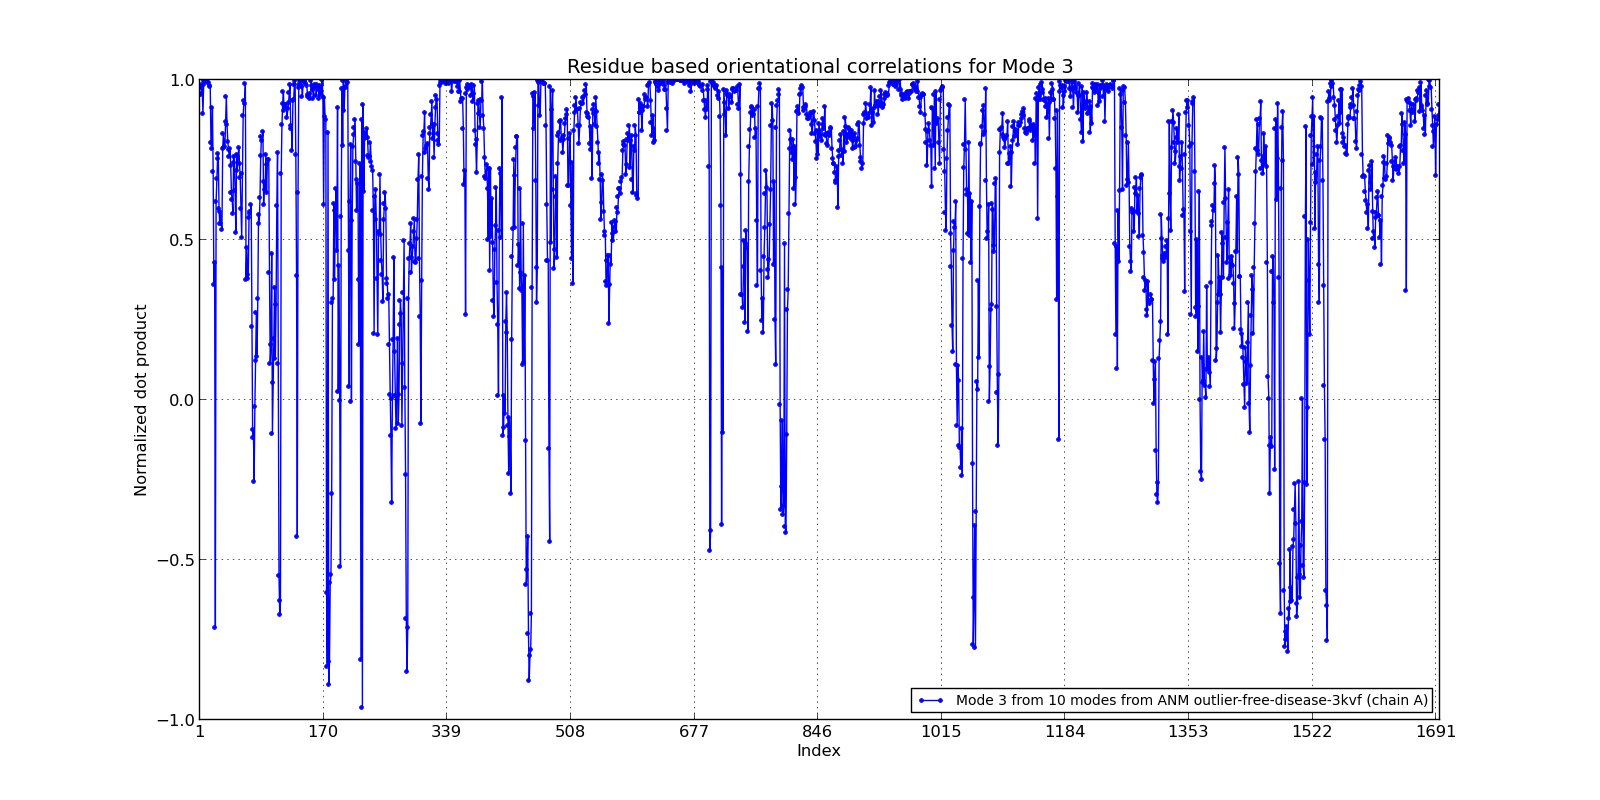 Residue based orientational correlations for Mode 3
1.0
0.5
0.0
−0.5
−1.0
Normalized dot product
Mode 3 from 10 modes from ANM outlier-free-disease-3kvf (chain A)
1 170 339 508 677 846 1015 1184 1353 1522 1691
Index